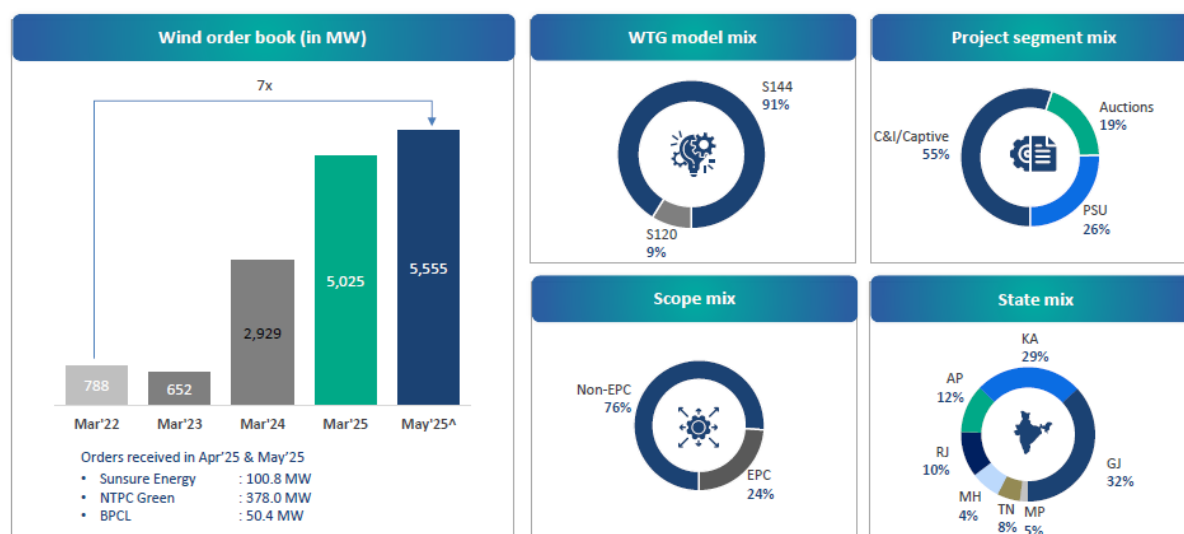 Wind order book (in MW)
7x
788
652
2,929
5,025
5,555
Mar'22
Mar'23
Mar'24
Mar'25
May'25^
Orders received in Apr'25 & May'25
• Sunsure Energy : 100.8 MW
• NTPC Green : 378.0 MW
• BPCL : 50.4 MW
WTG model mix
S144
91%
S120
9%
Project segment mix
Auctions
19%
C&I/Captive
55%
PSU
26%
Scope mix
Non-EPC
76%
EPC
24%
State mix
KA
29%
AP
12%
RJ
10%
MH
4%
TN
8%
MP
5%
GJ
32%